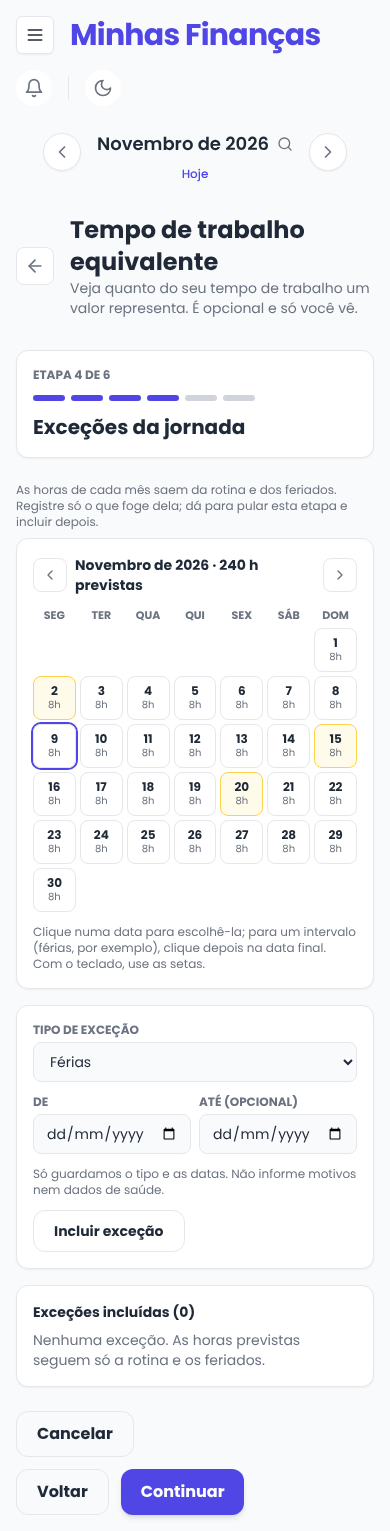 Minhas Finanças
Novembro de 2026
Hoje
Tempo de trabalho
equivalente
Veja quanto do seu tempo de trabalho um
valor representa. É opcional e só você vê.
ETAPA 4 DE 6
Exceções da jornada
As horas de cada mês saem da rotina e dos feriados.
Registre só o que foge dela; dá para pular esta etapa e
incluir depois.
Novembro de 2026 · 240 h
previstas
SEG TER QUA QUI SEX SÁB DOM
1
8h
2 3 4 5 6 7 8
8h 8h 8h 8h 8h 8h 8h
9 10 11 12 13 14 15
8h 8h 8h 8h 8h 8h 8h
16 17 18 19 20 21 22
8h 8h 8h 8h 8h 8h 8h
23 24 25 26 27 28 29
8h 8h 8h 8h 8h 8h 8h
30
8h
Clique numa data para escolhê-la; para um intervalo
(férias, por exemplo), clique depois na data final.
Com o teclado, use as setas.
TIPO DE EXCEÇÃO
Férias
DE ATÉ (OPCIONAL)
dd/mm/yyyy dd/mm/yyyy
Só guardamos o tipo e as datas. Não informe motivos
nem dados de saúde.
Incluir exceção
Exceções incluídas (0)
Nenhuma exceção. As horas previstas
seguem só a rotina e os feriados.
Cancelar
Voltar Continuar